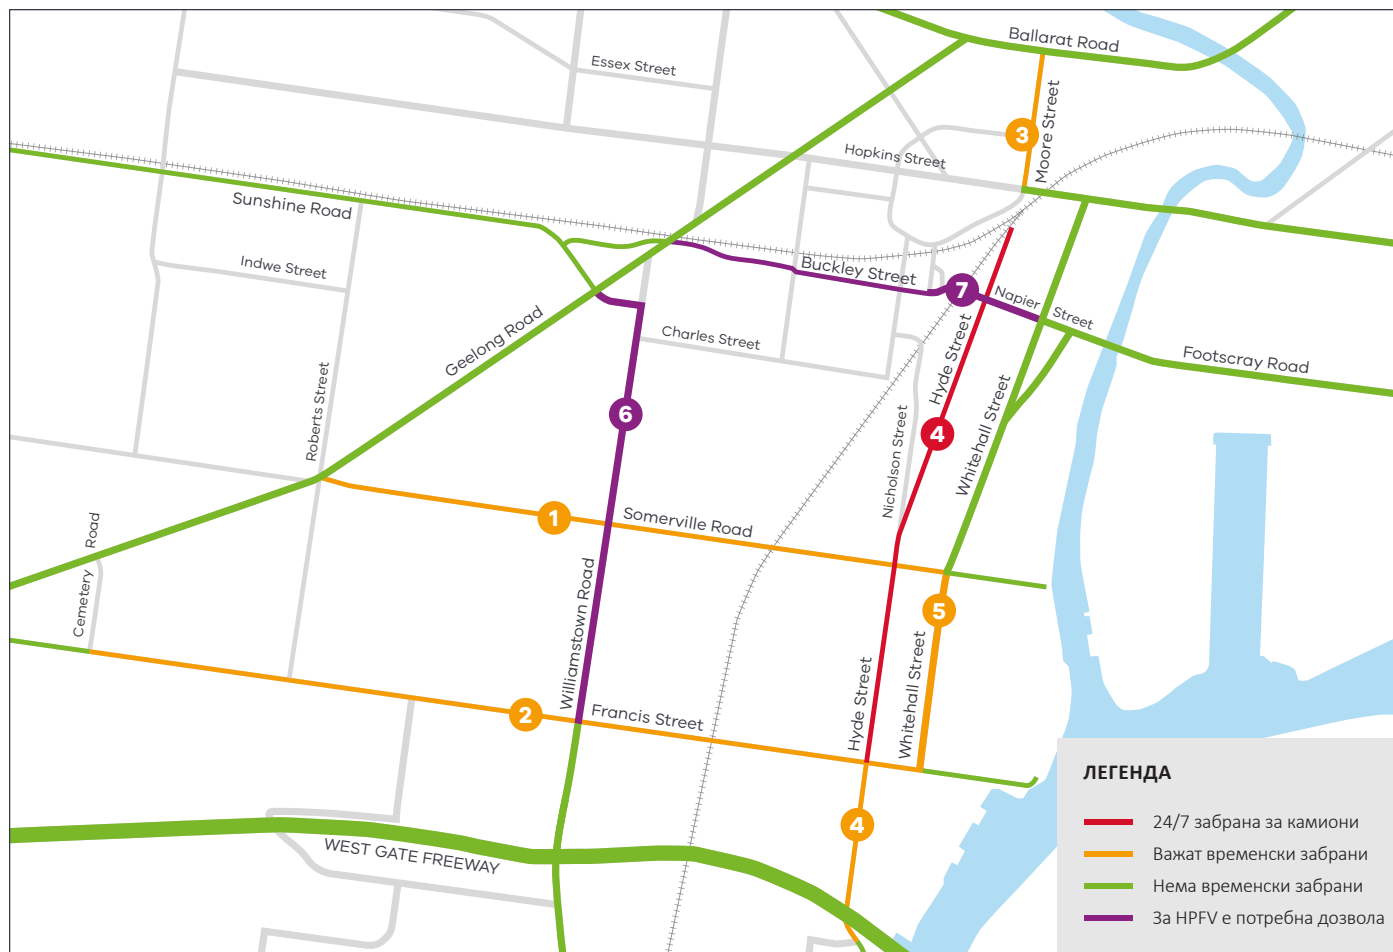 Ballarat Road
Essex Street
3
Moore Street
Hopkins Street
Sunshine Road
Indwe Street
Buckley Street
7
Napier Street
Charles Street
Geelong Road
Hyde Street
Footscray Road
Roberts Street
6
4
Whitehall Street
Nicholson Street
1
Somerville Road
Cemetery Road
5
Williamstown Road
Whitehall Street
Hyde Street
2
Francis Street
4
WEST GATE FREEWAY
ЛЕГЕНДА
24/7 забрана за камиони
Важат временски забрани
Нема временски забрани
За HPFV е потребна дозвола